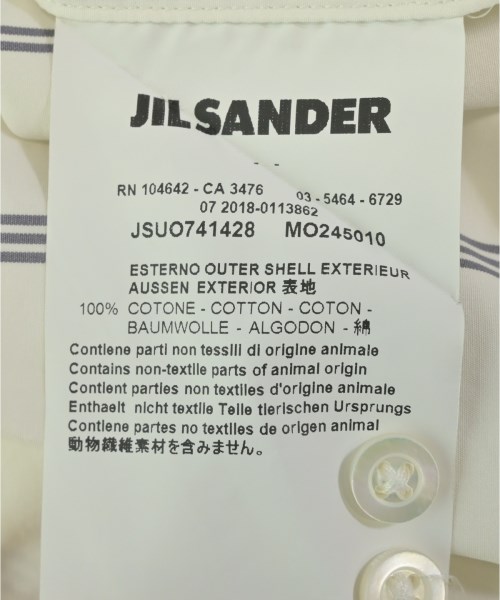 JIL SANDER
- -
RN 104642 - CA 3476 03 - 5464 - 6729
07 2018-0113862
JSUO741428 MO245010
ESTERNO OUTER SHELL EXTERIEUR
AUSSEN EXTERIOR 表地
100% COTONE - COTTON - COTON -
BAUMWOLLE - ALGODON - 綿
Contiene parti non tessili di origine animale
Contains non-textile parts of animal origin
Contient parties non textiles d'origine animale
Enthaelt nicht textile Teile tierischen Ursprungs
Contiene partes no textiles de origen animal
動物繊維素材を含みません。